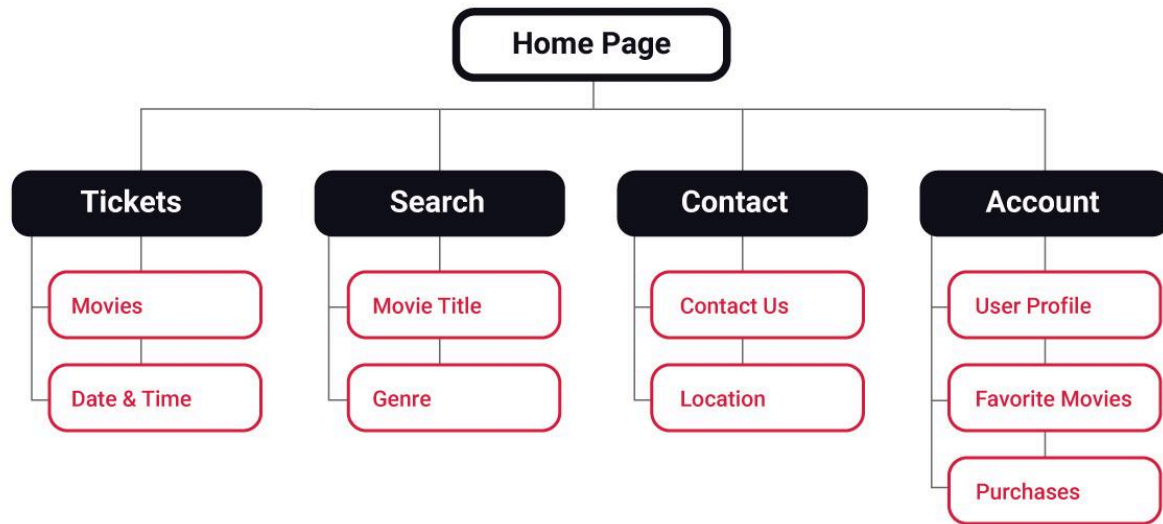 Home Page
Tickets
Search
Contact
Account
Movies
Movie Title
Contact Us
User Profile
Date & Time
Genre
Location
Favorite Movies
Purchases